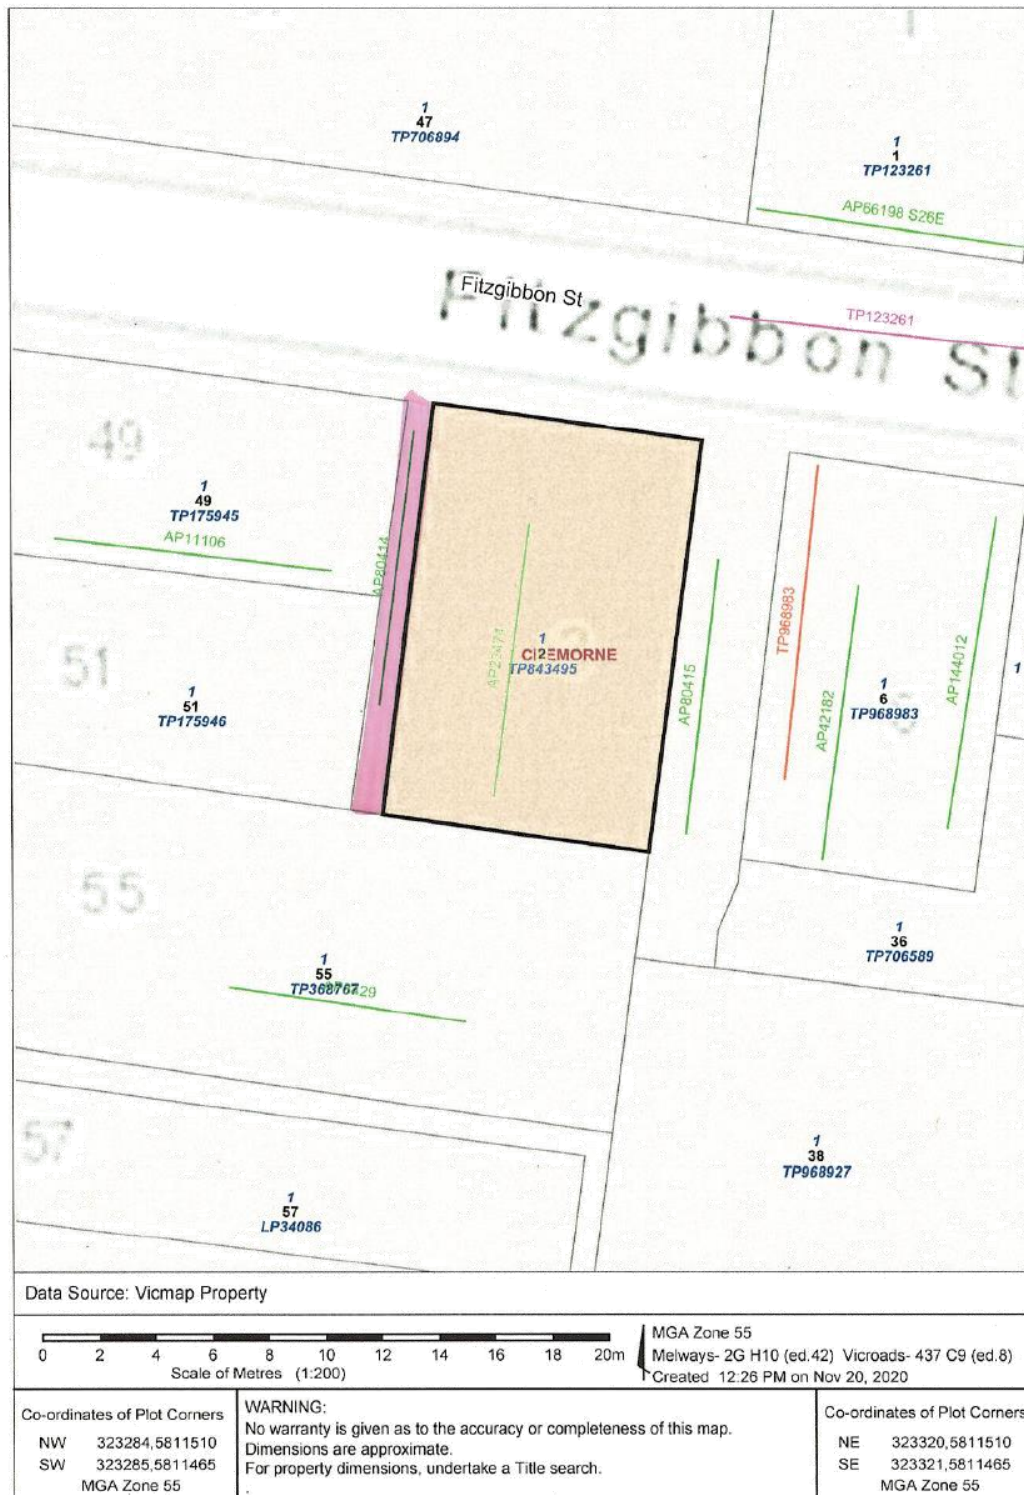 1
47
TP706894
1
1
TP123261
AP66198 S26E
Fitzgibbon St
Fitzgibbon St
TP123261
49
1
49
TP175945
AP11106
AP80414
51
1
51
TP175946
AP23471
1
2
CREMORNE
TP843495
AP80415
TP968983
AP42182
1
6
TP968983
AP144012
1
55
1
55
TP368767
1
36
TP706589
57
1
57
LP34086
1
38
TP968927
Data Source: Vicmap Property
0 2 4 6 8 10 12 14 16 18 20m
Scale of Metres (1:200)
MGA Zone 55
Melways- 2G H10 (ed.42) Vicroads- 437 C9 (ed.8)
Created 12:26 PM on Nov 20, 2020
Co-ordinates of Plot Corners
NW 323284,5811510
SW 323285,5811465
MGA Zone 55
WARNING:
No warranty is given as to the accuracy or completeness of this map.
Dimensions are approximate.
For property dimensions, undertake a Title search.
Co-ordinates of Plot Corners
NE 323320,5811510
SE 323321,5811465
MGA Zone 55